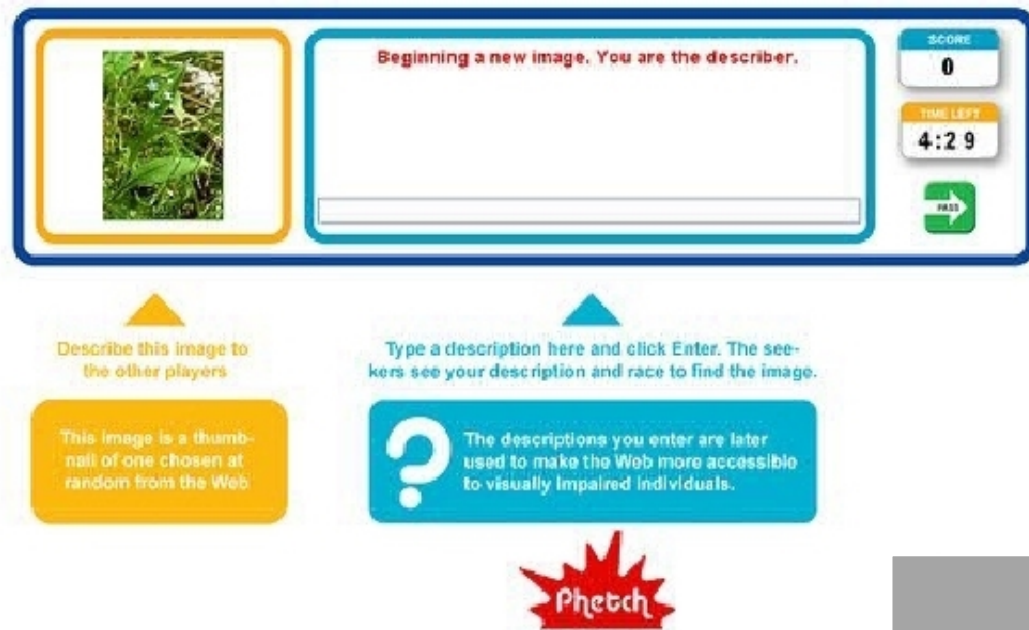 Beginning a new image. You are the describer.
SCORE
0
TIME LEFT
4:29
PASS
Describe this image to
the other players
Type a description here and click Enter. The see-
kers see your description and race to find the image.
This image is a thumb-
nail of one chosen at
random from the Web
The descriptions you enter are later
used to make the Web more accessible
to visually impaired individuals.
Phetch